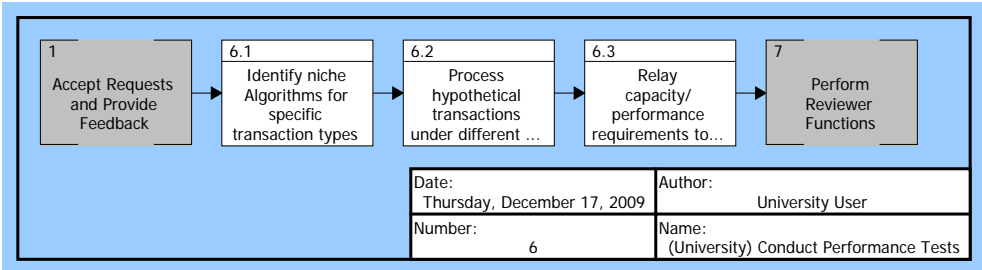 1
Accept Requests
and Provide
Feedback
6.1
Identify niche
Algorithms for
specific
transaction types
6.2
Process
hypothetical
transactions
under different ...
6.3
Relay
capacity/
performance
requirements to...
7
Perform
Reviewer
Functions
Date:
Thursday, December 17, 2009
Author:
University User
Number:
6
Name:
(University) Conduct Performance Tests